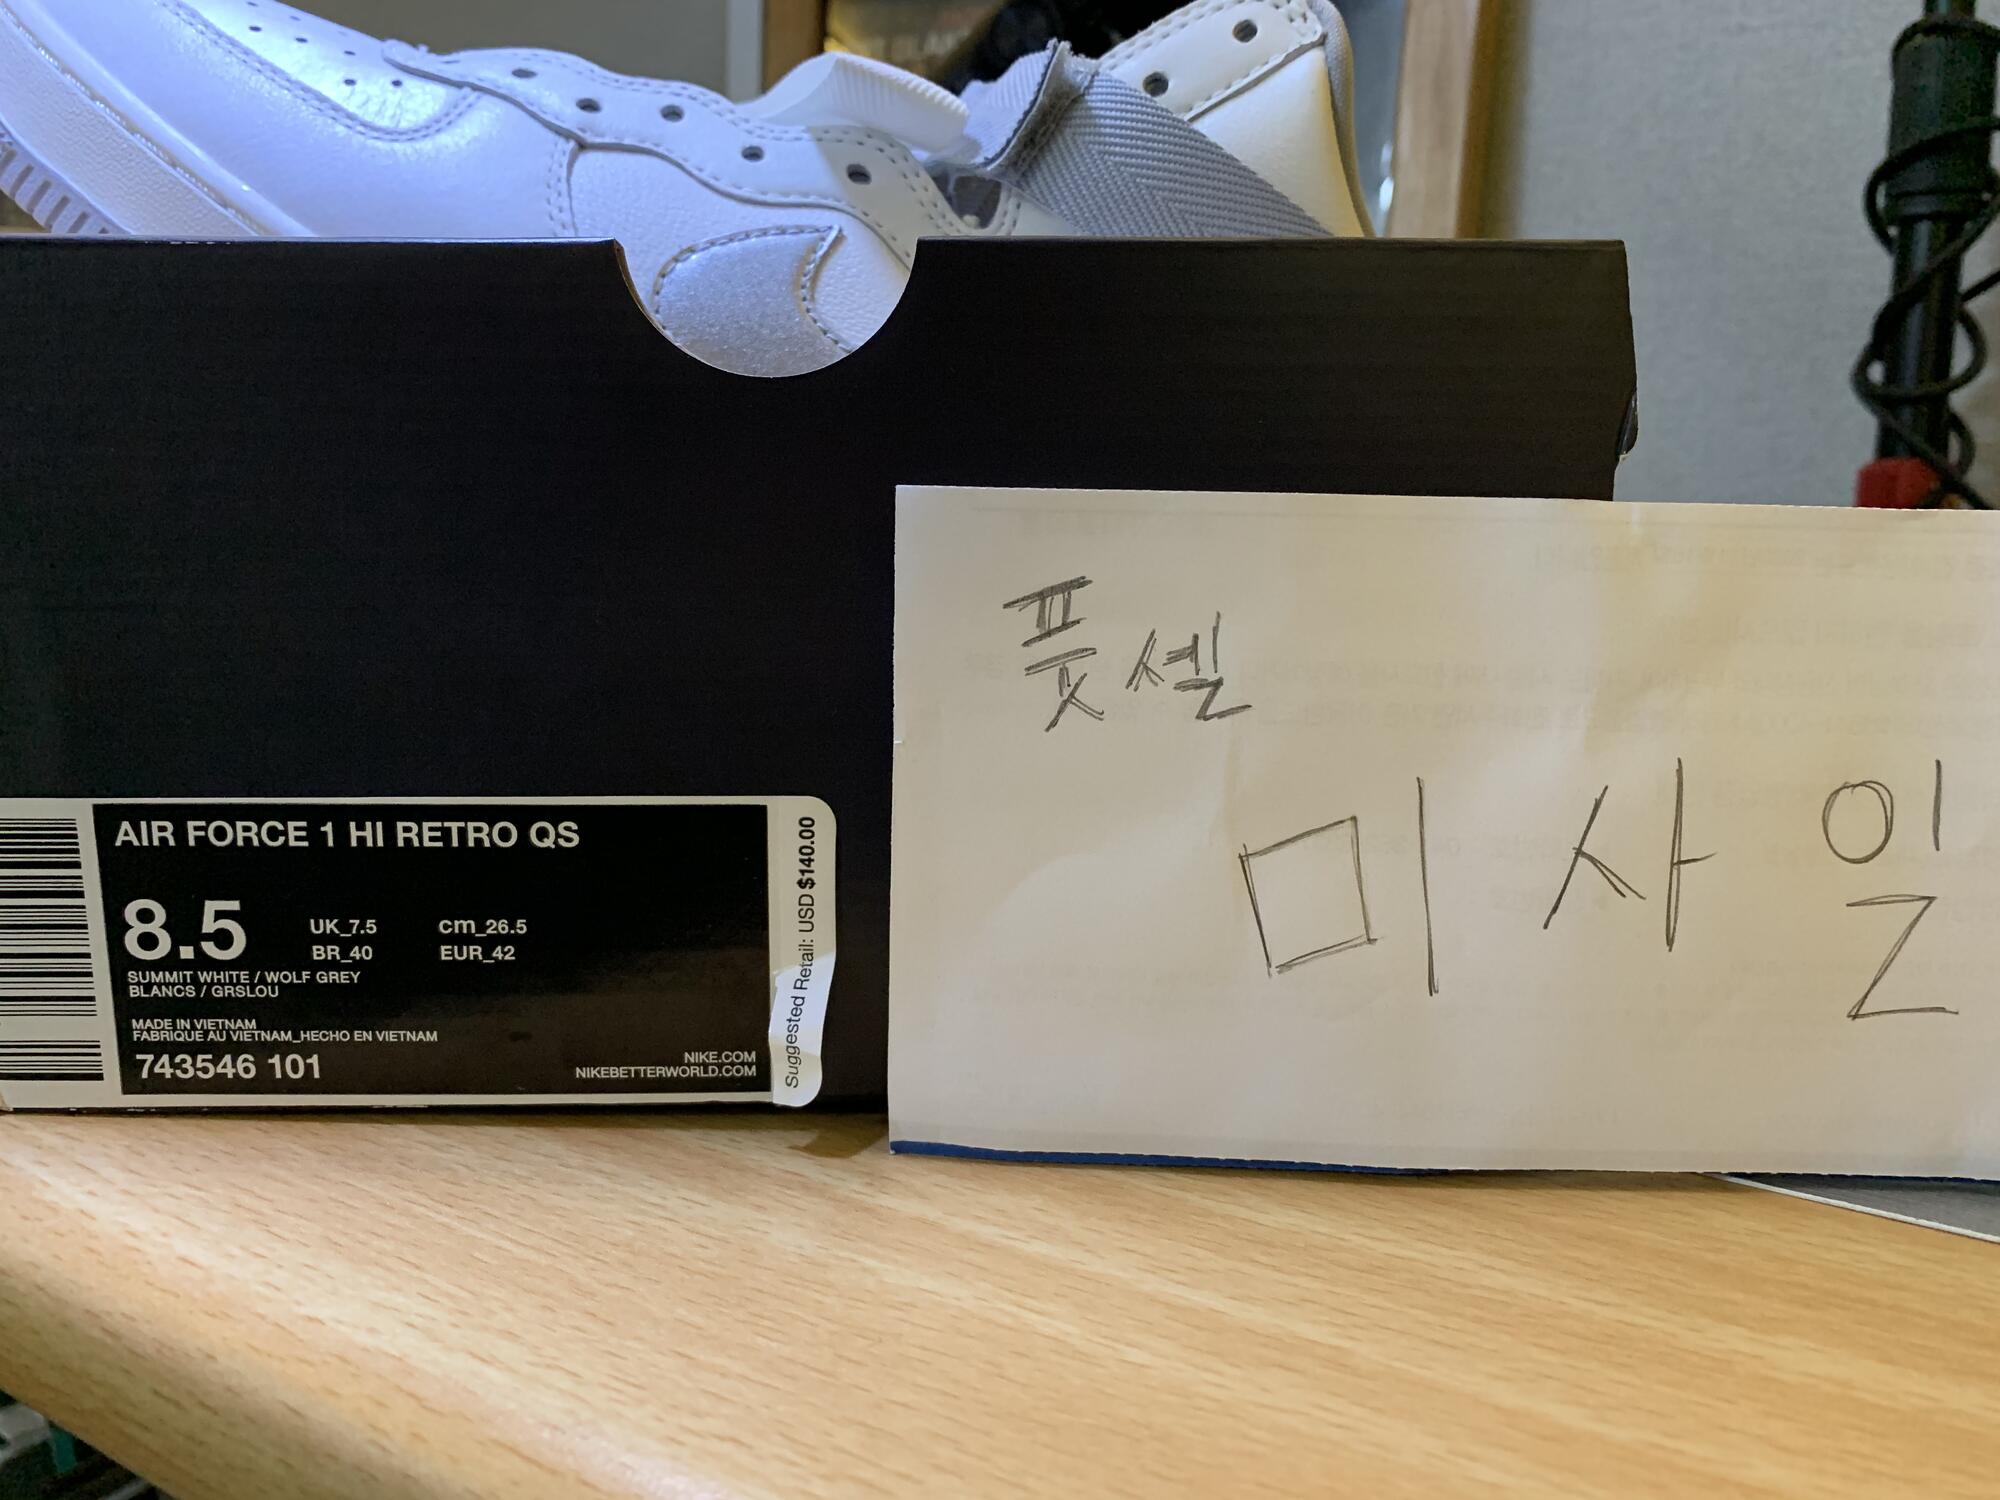 AIR FORCE 1 HI RETRO QS
8.5
UK_7.5 cm_26.5
BR_40 EUR_42
SUMMIT WHITE / WOLF GREY
BLANCS / GRSLOU
MADE IN VIETNAM
FABRIQUE AU VIETNAM_HECHO EN VIETNAM
743546 101
NIKE.COM
NIKEBETTERWORLD.COM
Suggested Retail: USD $140.00
풋셀
미사일